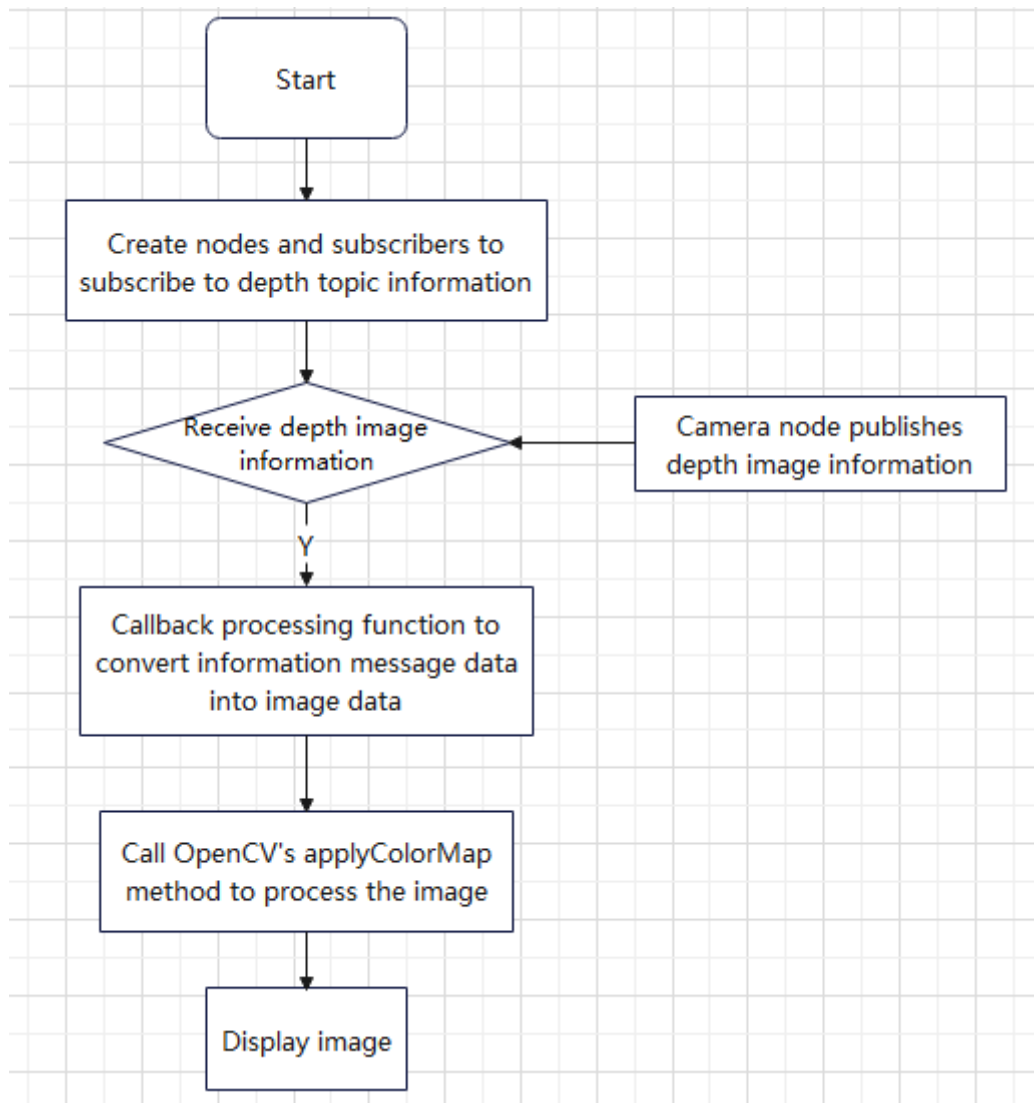 Start
Create nodes and subscribers to
subscribe to depth topic information
Receive depth image
information
Camera node publishes
depth image information
Y
Callback processing function to
convert information message data
into image data
Call OpenCV's applyColorMap
method to process the image
Display image